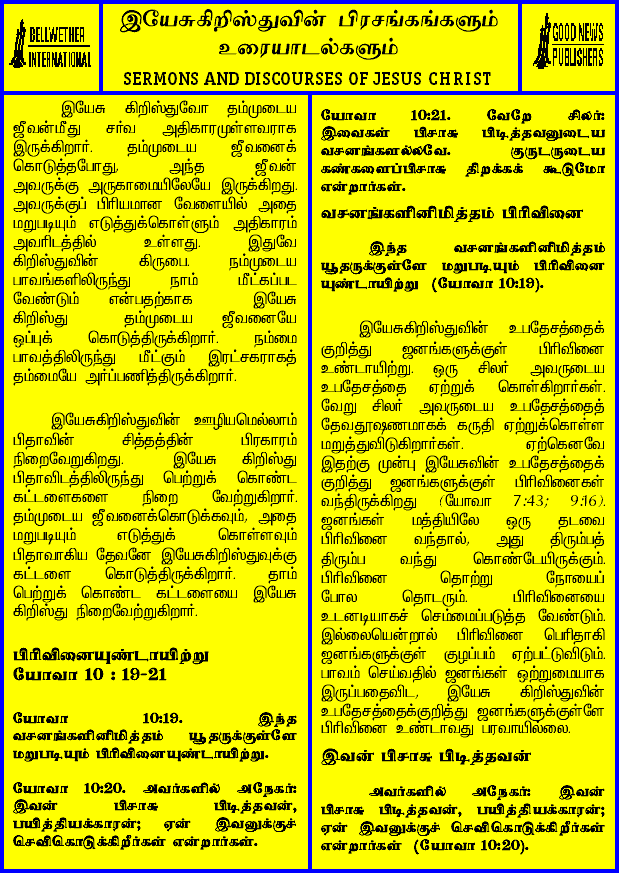 BELLWETHER
INTERNATIONAL
இயேசுகிறிஸ்துவின் பிரசங்கங்களும்
உரையாடல்களும்
SERMONS AND DISCOURSES OF JESUS CHRIST
GOOD NEWS
PUBLISHERS
இயேசு கிறிஸ்துவோ தம்முடைய
ஜீவன்மீது சர்வ அதிகாரமுள்ளவராக
இருக்கிறார். தம்முடைய ஜீவனைக்
கொடுத்தபோது, அந்த ஜீவன்
அவருக்கு அருகாமையிலேயே இருக்கிறது.
அவருக்குப் பிரியமான வேளையில் அதை
மறுபடியும் எடுத்துக்கொள்ளும் அதிகாரம்
அவரிடத்தில் உள்ளது. இதுவே
கிறிஸ்துவின் கிருபை. நம்முடைய
பாவங்களிலிருந்து நாம் மீட்கப்பட
வேண்டும் என்பதற்காக இயேசு
கிறிஸ்து தம்முடைய ஜீவனையே
ஒப்புக் கொடுத்திருக்கிறார். நம்மை
பாவத்திலிருந்து மீட்கும் இரட்சகராகத்
தம்மையே அர்ப்பணித்திருக்கிறார்.
இயேசுகிறிஸ்துவின் ஊழியமெல்லாம்
பிதாவின் சித்தத்தின் பிரகாரம்
நிறைவேறுகிறது. இயேசு கிறிஸ்து
பிதாவிடத்திலிருந்து பெற்றுக் கொண்ட
கட்டளைகளை நிறை வேற்றுகிறார்.
தம்முடைய ஜீவனைக்கொடுக்கவும், அதை
மறுபடியும் எடுத்துக் கொள்ளவும்
பிதாவாகிய தேவனே இயேசுகிறிஸ்துவுக்கு
கட்டளை கொடுத்திருக்கிறார். தாம்
பெற்றுக் கொண்ட கட்டளையை இயேசு
கிறிஸ்து நிறைவேற்றுகிறார்.
பிரிவினையுண்டாயிற்று
யோவா 10 : 19-21
யோவா 10:19. இந்த
வசனங்களினிமித்தம் யூதருக்குள்ளே
மறுபடியும் பிரிவினையுண்டாயிற்று.
யோவா 10:20. அவர்களில் அநேகர்:
இவன் பிசாசு பிடித்தவன்,
பயித்தியக்காரன்; ஏன் இவனுக்குச்
செவிகொடுக்கிறீர்கள் என்றார்கள்.
யோவா 10:21. வேறே சிலர்:
இவைகள் பிசாசு பிடித்தவனுடைய
வசனங்களல்லவே. குருடருடைய
கண்களைப்பிசாசு திறக்கக் கூடுமோ
என்றார்கள்.
வசனங்களினிமித்தம் பிரிவினை
இந்த வசனங்களினிமித்தம்
யூதருக்குள்ளே மறுபடியும் பிரிவினை
யுண்டாயிற்று (யோவா 10:19).
இயேசுகிறிஸ்துவின் உபதேசத்தைக்
குறித்து ஜனங்களுக்குள் பிரிவினை
உண்டாயிற்று. ஒரு சிலர் அவருடைய
உபதேசத்தை ஏற்றுக் கொள்கிறார்கள்.
வேறு சிலர் அவருடைய உபதேசத்தைத்
தேவதூஷணமாகக் கருதி ஏற்றுக்கொள்ள
மறுத்துவிடுகிறார்கள். ஏற்கெனவே
இதற்கு முன்பு இயேசுவின் உபதேசத்தைக்
குறித்து ஜனங்களுக்குள் பிரிவினைகள்
வந்திருக்கிறது (யோவா 7:43; 9:16).
ஜனங்கள் மத்தியிலே ஒரு தடவை
பிரிவினை வந்தால், அது திரும்பத்
திரும்ப வந்து கொண்டேயிருக்கும்.
பிரிவினை தொற்று நோயைப்
போல தொடரும். பிரிவினையை
உடனடியாகச் செம்மைப்படுத்த வேண்டும்.
இல்லையென்றால் பிரிவினை பெரிதாகி
ஜனங்களுக்குள் குழப்பம் ஏற்பட்டுவிடும்.
பாவம் செய்வதில் ஜனங்கள் ஒற்றுமையாக
இருப்பதைவிட, இயேசு கிறிஸ்துவின்
உபதேசத்தைக்குறித்து ஜனங்களுக்குள்ளே
பிரிவினை உண்டாவது பரவாயில்லை.
இவன் பிசாசு பிடித்தவன்
அவர்களில் அநேகர்: இவன்
பிசாசு பிடித்தவன், பயித்தியக்காரன்;
ஏன் இவனுக்குச் செவிகொடுக்கிறீர்கள்
என்றார்கள் (யோவா 10:20).